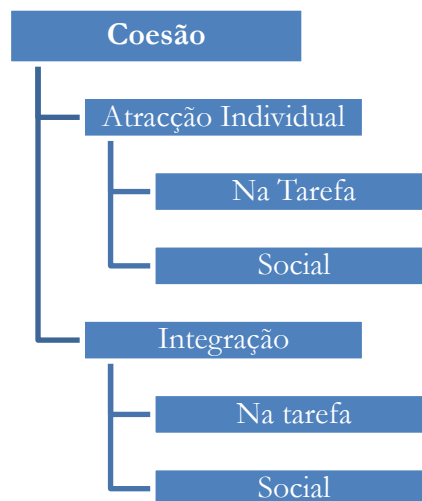 Coesão
Atracção Individual
Na Tarefa
Social
Integração
Na tarefa
Social